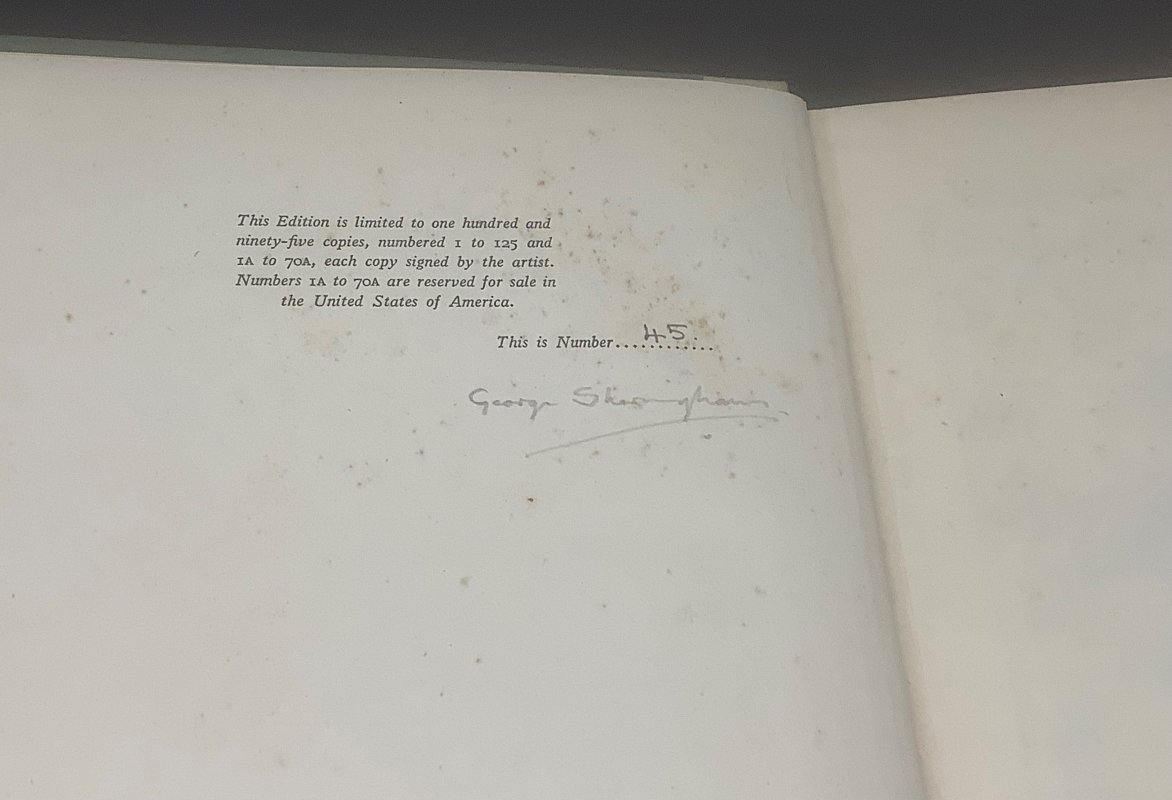 This Edition is limited to one hundred and
ninety-five copies, numbered 1 to 125 and
1A to 70A, each copy signed by the artist.
Numbers 1A to 70A are reserved for sale in
the United States of America.
This is Number....45....
George Sheringham